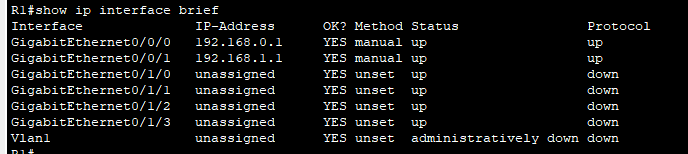 R1#show ip interface brief
Interface              IP-Address      OK? Method Status                Protocol
GigabitEthernet0/0/0   192.168.0.1     YES manual up                    up
GigabitEthernet0/0/1   192.168.1.1     YES manual up                    up
GigabitEthernet0/1/0   unassigned      YES unset  up                    down
GigabitEthernet0/1/1   unassigned      YES unset  up                    down
GigabitEthernet0/1/2   unassigned      YES unset  up                    down
GigabitEthernet0/1/3   unassigned      YES unset  up                    down
Vlan1                  unassigned      YES unset  administratively down down
R1#